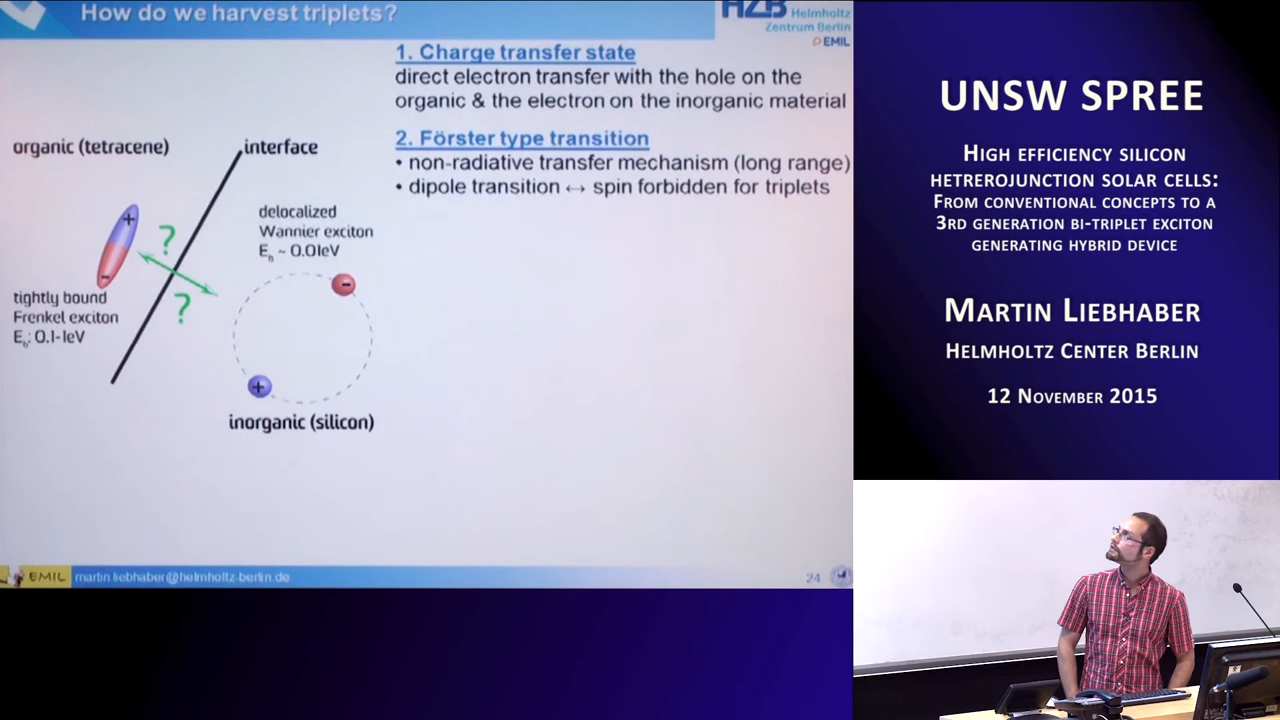 How do we harvest triplets?
HZB Helmholtz
Zentrum Berlin
EMIL
1. Charge transfer state
direct electron transfer with the hole on the
organic & the electron on the inorganic material
2. Förster type transition
• non-radiative transfer mechanism (long range)
• dipole transition ↔ spin forbidden for triplets
organic (tetracene)
interface
+
-
?
?
delocalized
Wannier exciton
E_b ~ 0.01eV
-
+
tightly bound
Frenkel exciton
E_b: 0.1-1eV
inorganic (silicon)
EMIL
martin.liebhaber@helmholtz-berlin.de
24
UNSW SPREE
High efficiency silicon
hetrerojunction solar cells:
From conventional concepts to a
3rd generation bi-triplet exciton
generating hybrid device
Martin Liebhaber
Helmholtz Center Berlin
12 November 2015